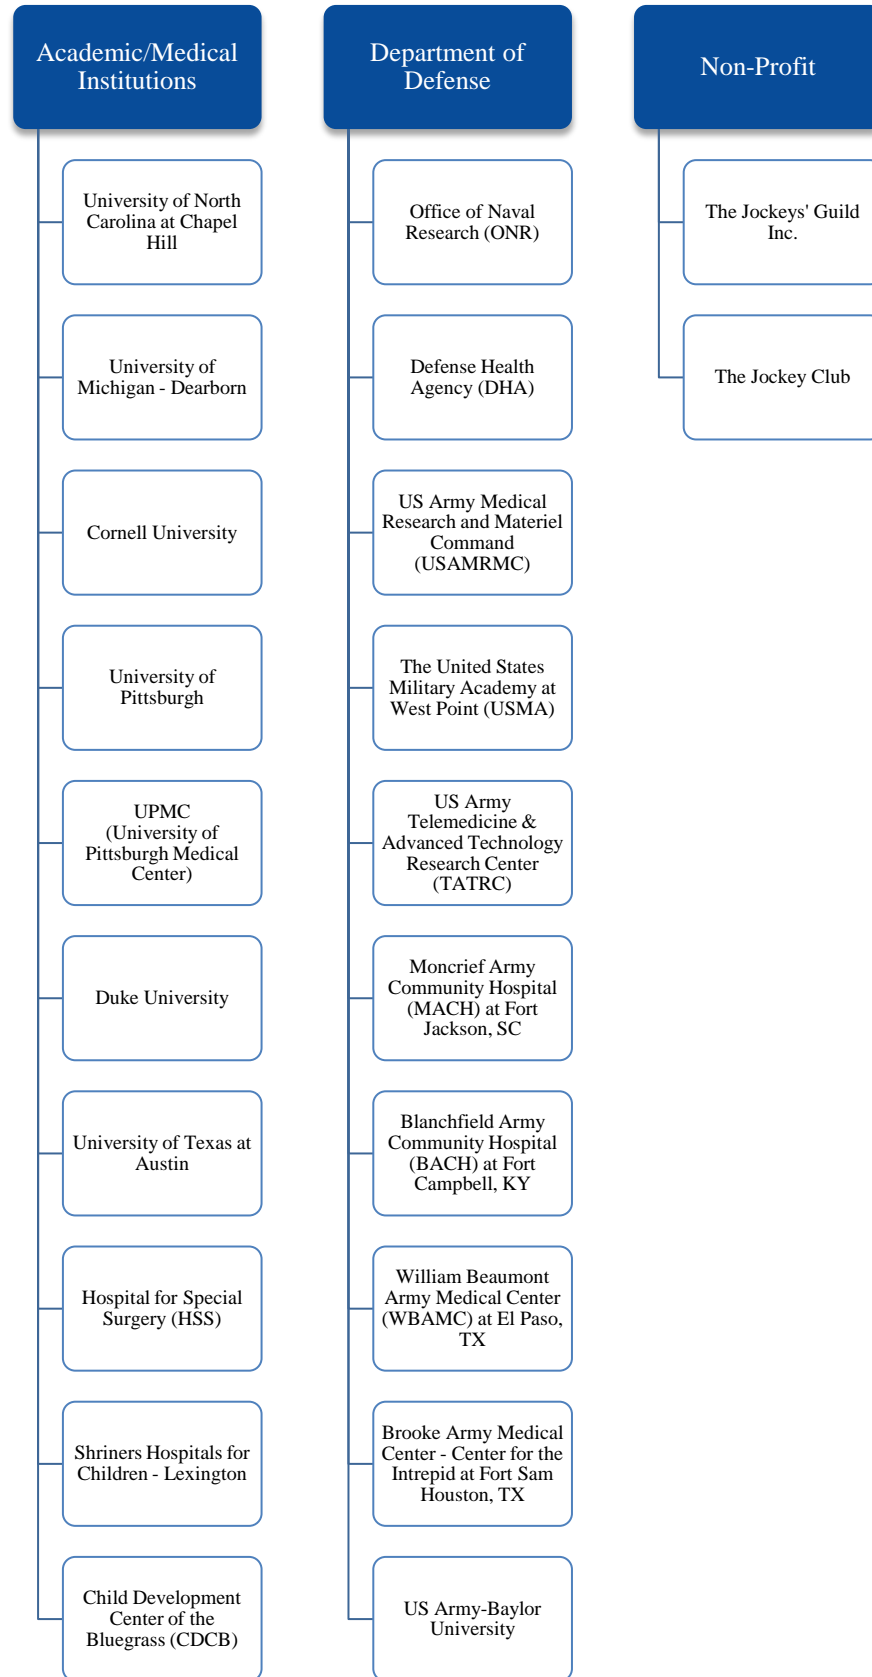 Academic/Medical
Institutions
University of North
Carolina at Chapel
Hill
University of
Michigan - Dearborn
Cornell University
University of
Pittsburgh
UPMC
(University of
Pittsburgh Medical
Center)
Duke University
University of Texas at
Austin
Hospital for Special
Surgery (HSS)
Shriners Hospitals for
Children - Lexington
Child Development
Center of the
Bluegrass (CDCB)
Department of
Defense
Office of Naval
Research (ONR)
Defense Health
Agency (DHA)
US Army Medical
Research and Materiel
Command
(USAMRMC)
The United States
Military Academy at
West Point (USMA)
US Army
Telemedicine &
Advanced Technology
Research Center
(TATRC)
Moncrief Army
Community Hospital
(MACH) at Fort
Jackson, SC
Blanchfield Army
Community Hospital
(BACH) at Fort
Campbell, KY
William Beaumont
Army Medical Center
(WBAMC) at El Paso,
TX
Brooke Army Medical
Center - Center for the
Intrepid at Fort Sam
Houston, TX
US Army-Baylor
University
Non-Profit
The Jockeys' Guild
Inc.
The Jockey Club